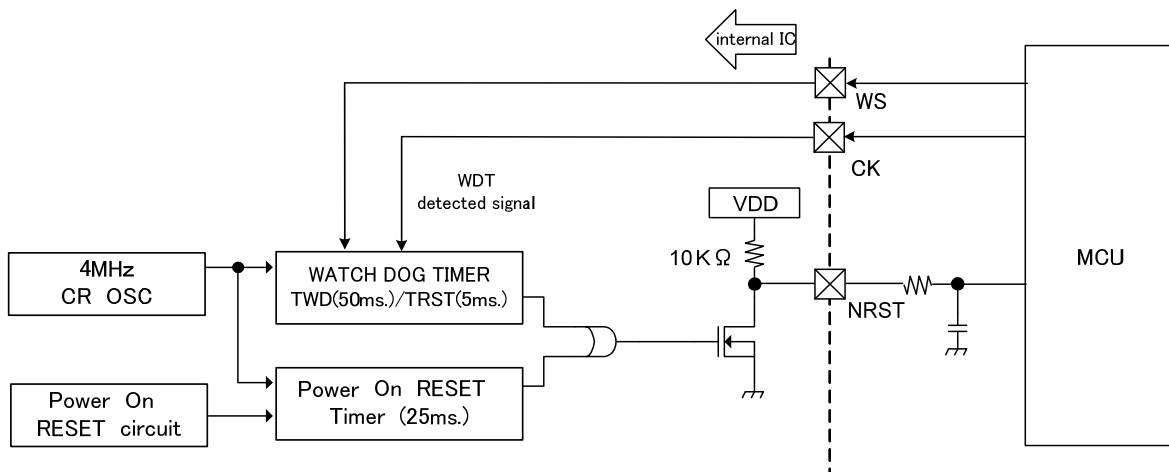 internal IC
WS
CK
WDT
detected signal
VDD
10KΩ
4MHz
CR OSC
WATCH DOG TIMER
TWD(50ms.)/TRST(5ms.)
NRST
MCU
Power On
RESET circuit
Power On RESET
Timer (25ms.)